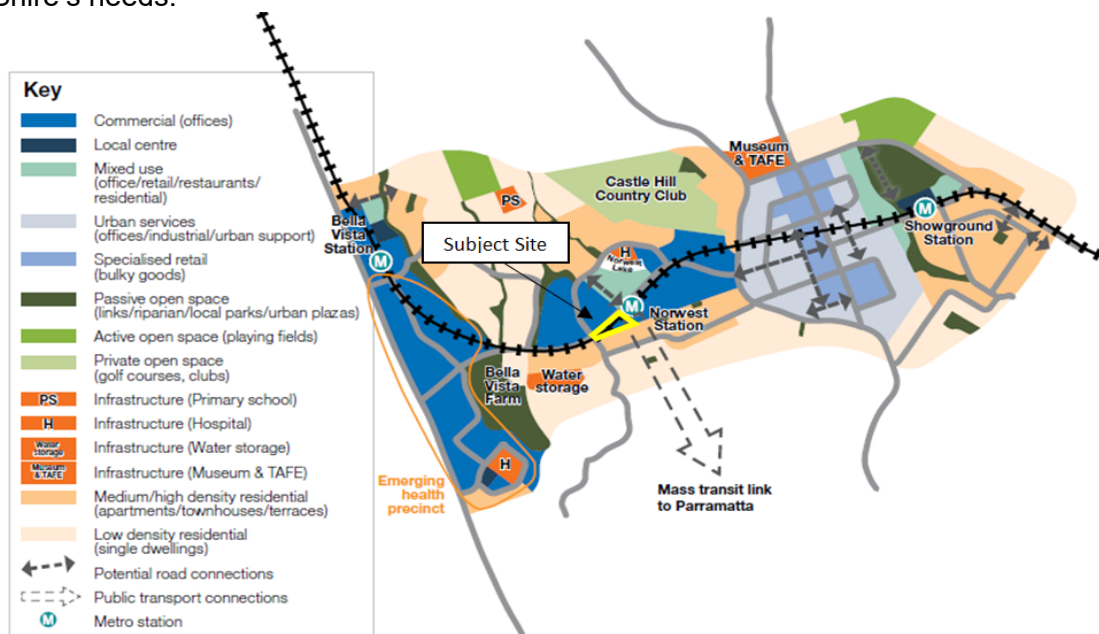 Shire's needs.
Key
Commercial (offices)
Local centre
Mixed use
(office/retail/restaurants/
residential)
Urban services
(offices/industrial/urban support)
Specialised retail
(bulky goods)
Passive open space
(links/riparian/local parks/urban plazas)
Active open space (playing fields)
Private open space
(golf courses, clubs)
PS
Infrastructure (Primary school)
H
Infrastructure (Hospital)
Water
storage
Infrastructure (Water storage)
Museum
& TAFE
Infrastructure (Museum & TAFE)
Medium/high density residential
(apartments/townhouses/terraces)
Low density residential
(single dwellings)
Potential road connections
Public transport connections
M
Metro station
Museum
& TAFE
Castle Hill
Country Club
PS
Bella
Vista
Station
M
Subject Site
H
Norwest
Lake
M
Norwest
Station
M
Showground
Station
Bella
Vista
Farm
Water
storage
H
Emerging
health
precinct
Mass transit link
to Parramatta